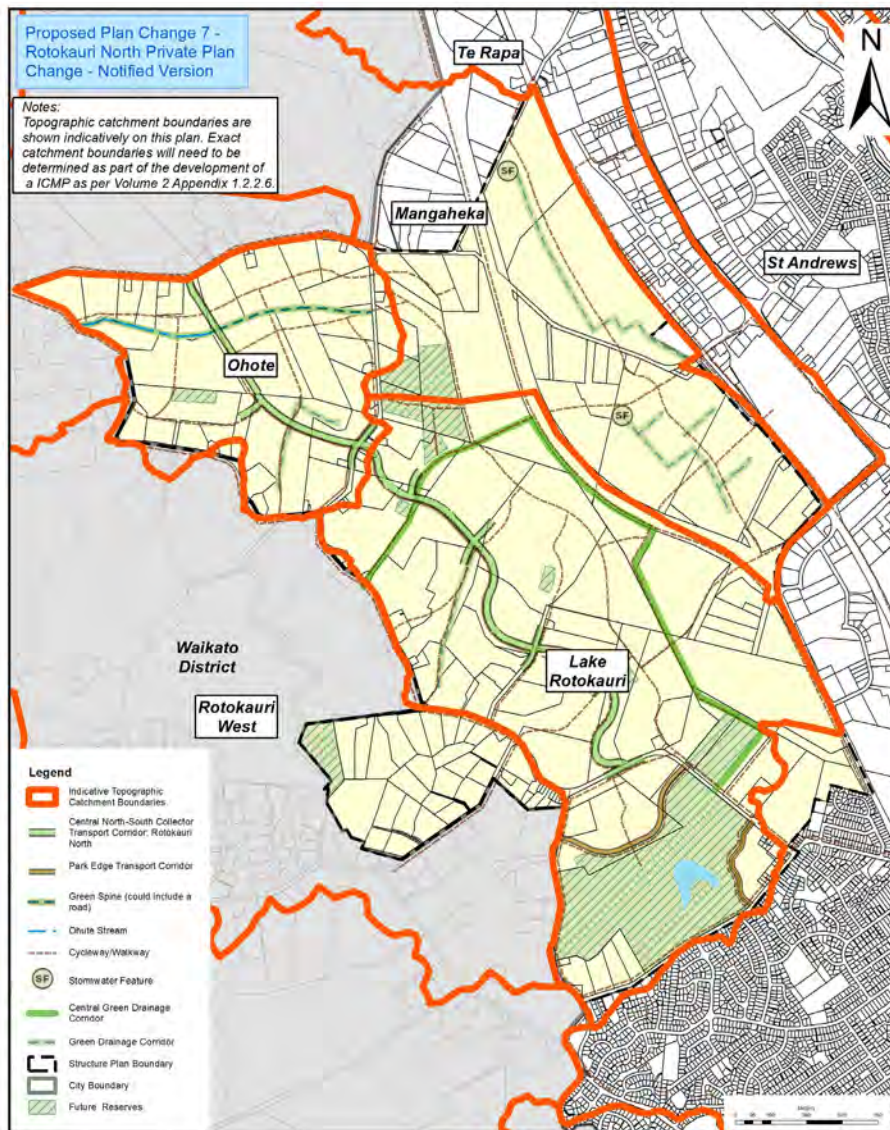 Proposed Plan Change 7 -
Rotokauri North Private Plan
Change - Notified Version
Notes:
Topographic catchment boundaries are
shown indicatively on this plan. Exact
catchment boundaries will need to be
determined as part of the development of
a ICMP as per Volume 2 Appendix 1.2.2.6.
Te Rapa
N
SF
Mangaheka
St Andrews
Ohote
SF
Waikato
District
Lake
Rotokauri
Rotokauri
West
Legend
Indicative Topographic
Catchment Boundaries
Central North-South Collector
Transport Corridor: Rotokauri
North
Park Edge Transport Corridor
Green Spine (could include a
road)
Ohute Stream
Cycleway/Walkway
SF
Stormwater Feature
Central Green Drainage
Corridor
Green Drainage Corridor
Structure Plan Boundary
City Boundary
Future Reserves